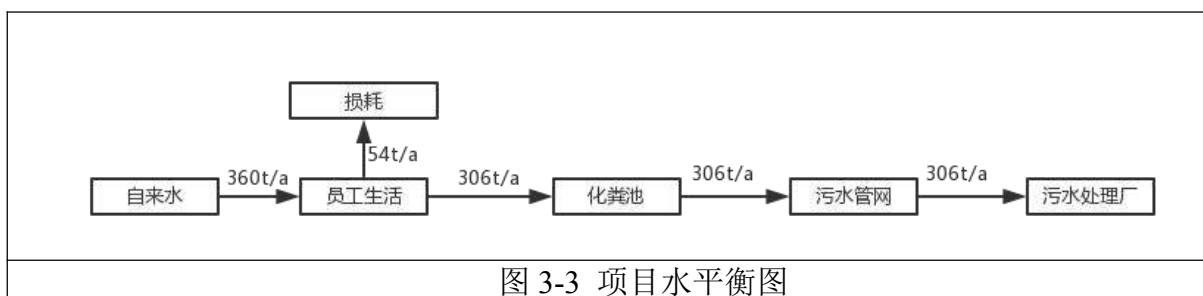 损耗
54t/a
自来水
360t/a
员工生活
306t/a
化粪池
306t/a
污水管网
306t/a
污水处理厂
图 3-3 项目水平衡图